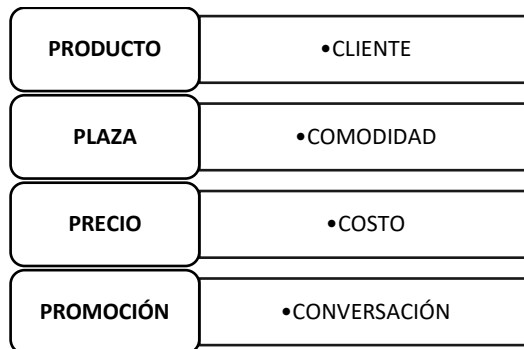 PRODUCTO
•CLIENTE
PLAZA
•COMODIDAD
PRECIO
•COSTO
PROMOCIÓN
•CONVERSACIÓN